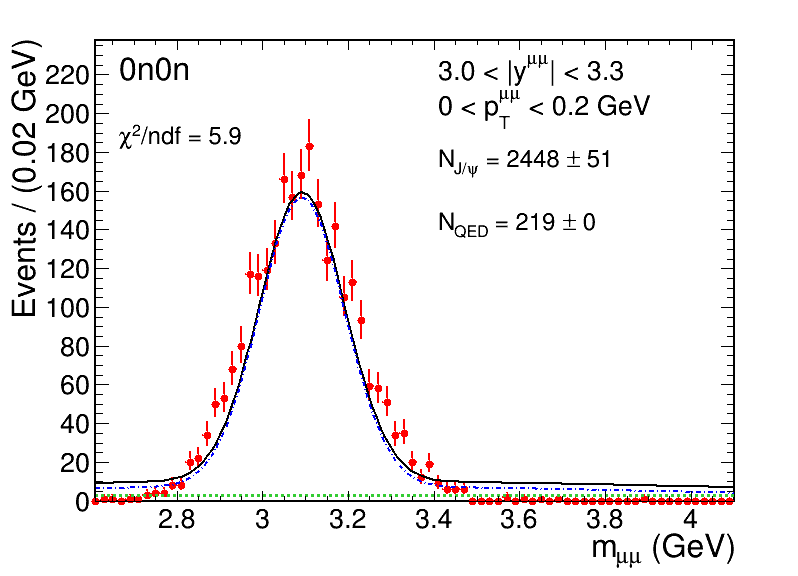 0n0n
3.0 < |y^μμ| < 3.3
0 < p_T^μμ < 0.2 GeV
χ²/ndf = 5.9
N_J/ψ = 2448 ± 51
N_QED = 219 ± 0
Events / (0.02 GeV)
220
200
180
160
140
120
100
80
60
40
20
0
2.8 3 3.2 3.4 3.6 3.8 4
m_μμ (GeV)